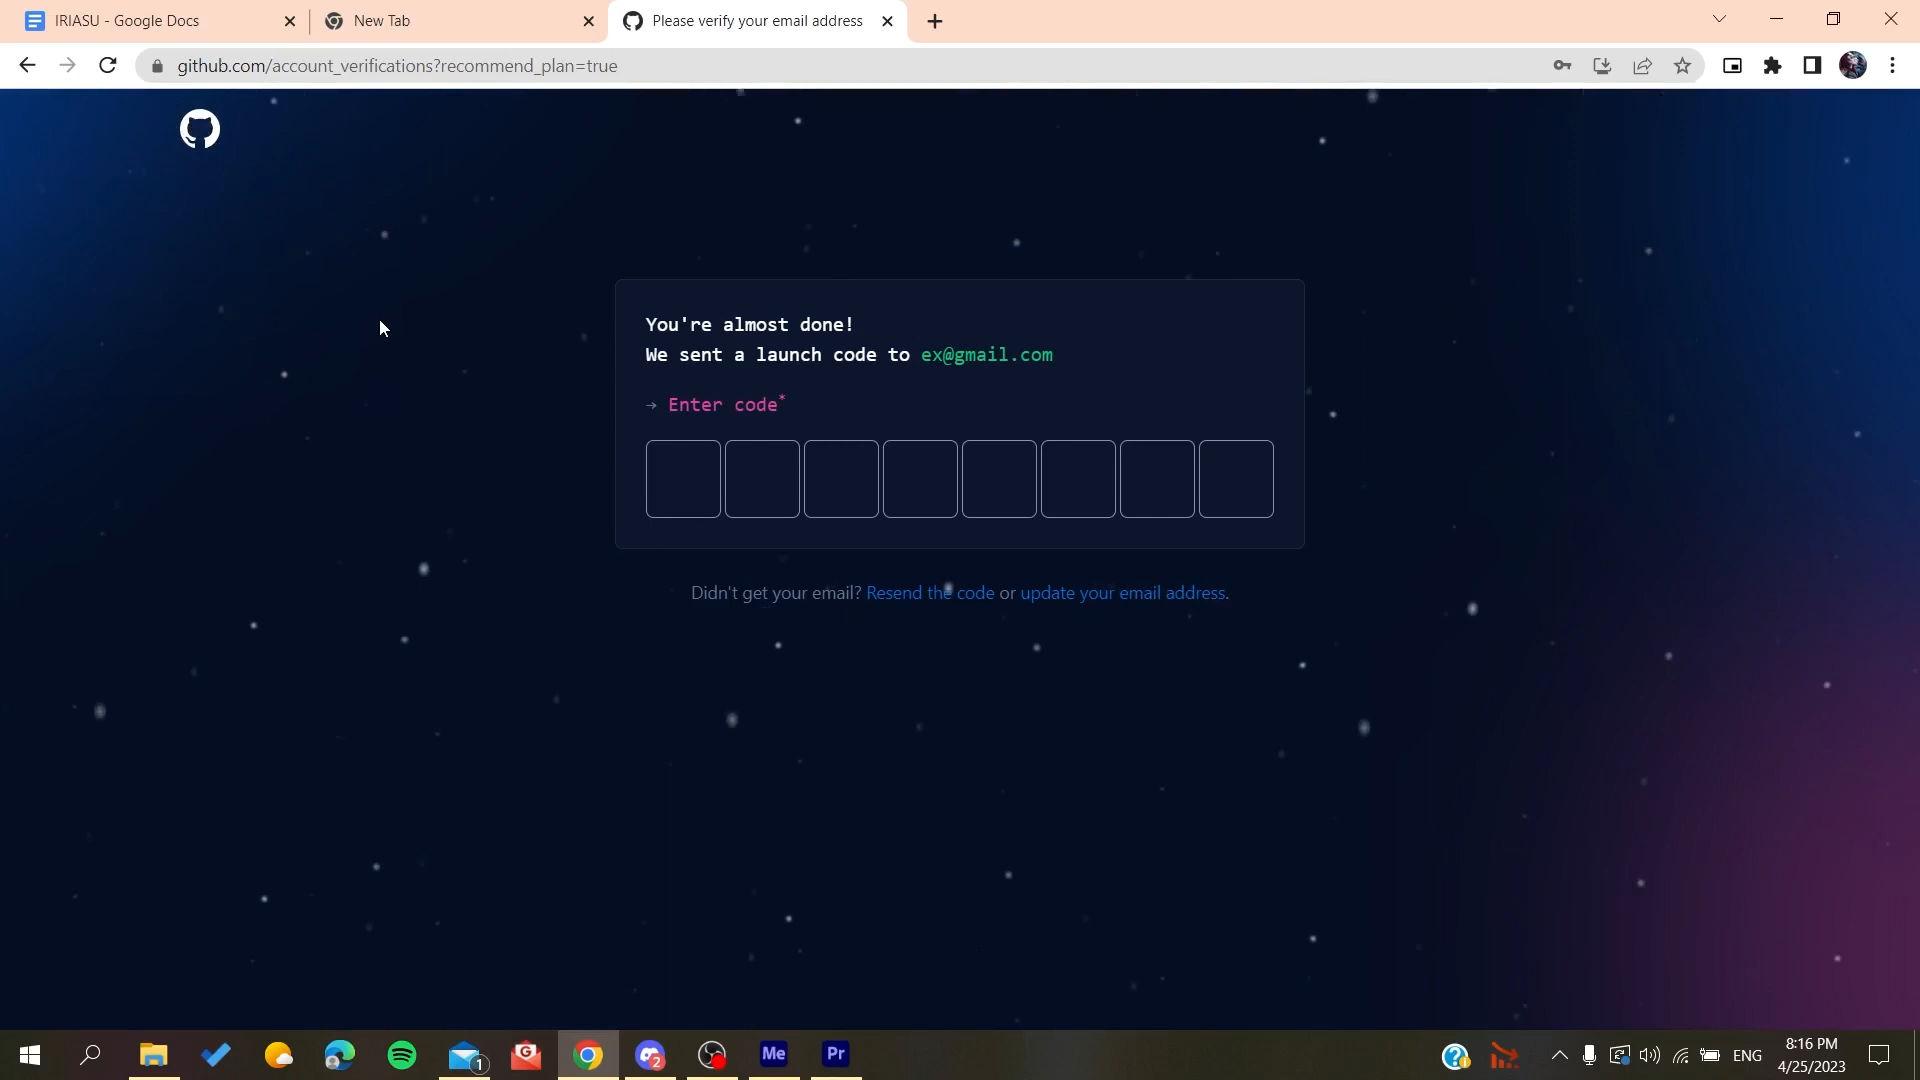 IRIASU - Google Docs
New Tab
Please verify your email address
github.com/account_verifications?recommend_plan=true
You're almost done!
We sent a launch code to ex@gmail.com
→ Enter code*
Didn't get your email? Resend the code or update your email address.
1
G
2
Me
Pr
?
ENG
8:16 PM
4/25/2023